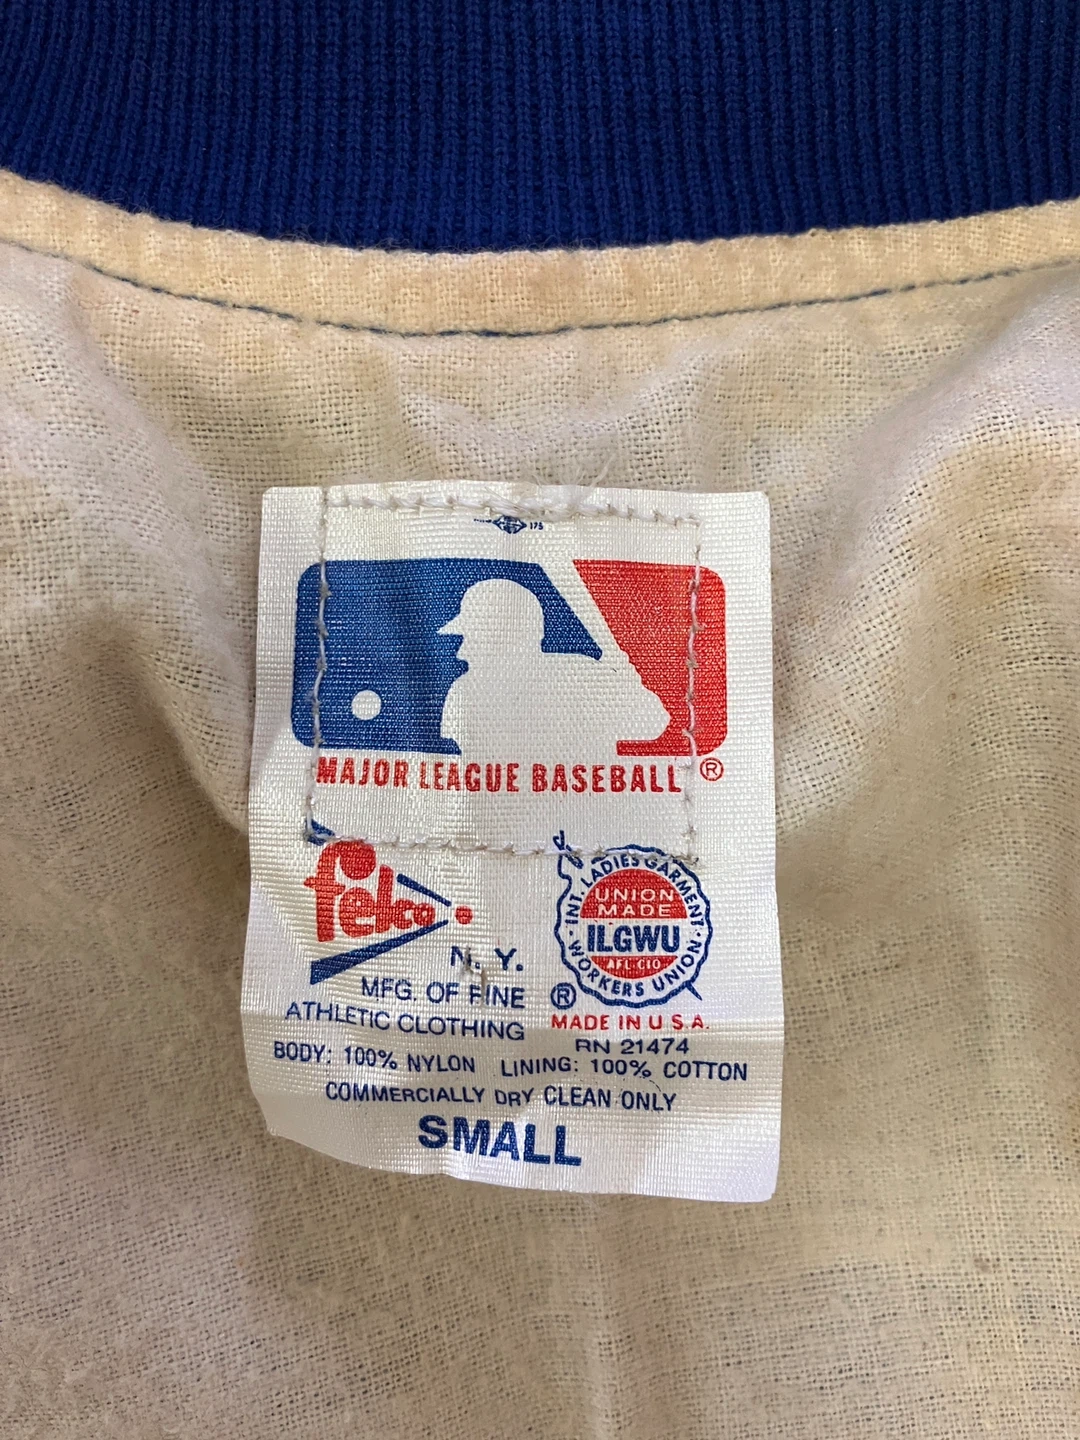 175
MAJOR LEAGUE BASEBALL ®
felco
N. Y.
MFG. OF FINE
ATHLETIC CLOTHING
INT. LADIES GARMENT WORKERS UNION
UNION
MADE
ILGWU
AFL-CIO
®
MADE IN U S A.
RN 21474
BODY: 100% NYLON LINING: 100% COTTON
COMMERCIALLY DRY CLEAN ONLY
SMALL